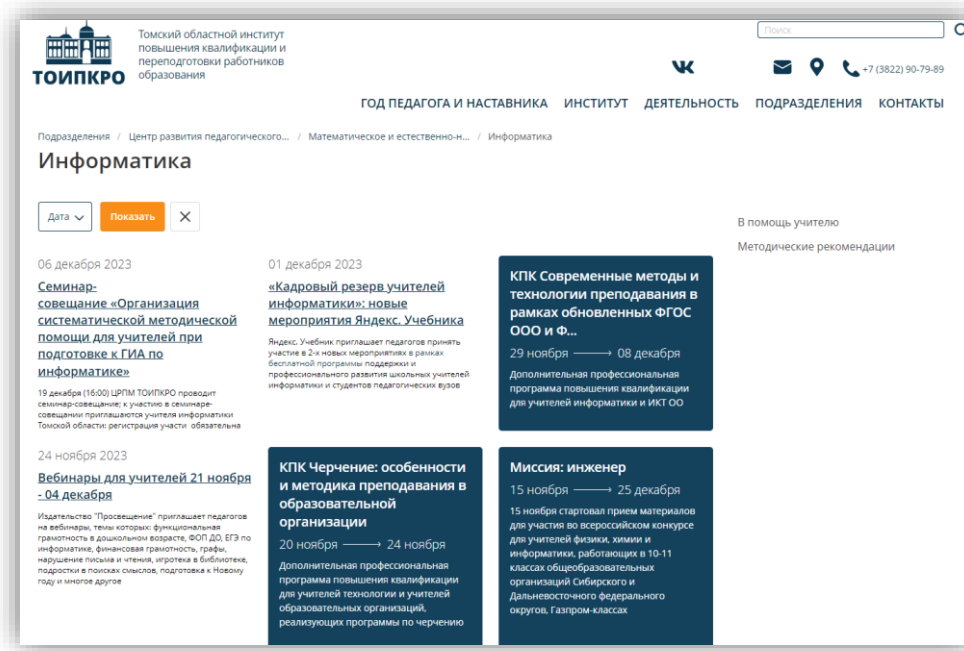 ТОИПКРО
Томский областной институт
повышения квалификации и
переподготовки работников
образования
Поиск
+7 (3822) 90-79-89
ГОД ПЕДАГОГА И НАСТАВНИКА ИНСТИТУТ ДЕЯТЕЛЬНОСТЬ ПОДРАЗДЕЛЕНИЯ КОНТАКТЫ
Подразделения / Центр развития педагогического... / Математическое и естественно-н... / Информатика
Информатика
Дата
Показать
В помощь учителю
Методические рекомендации
06 декабря 2023
Семинар-
совещание «Организация
систематической методической
помощи для учителей при
подготовке к ГИА по
информатике»
19 декабря (16:00) ЦРПМ ТОИПКРО проводит
семинар-совещание; к участию в семинаре-
совещании приглашаются учителя информатики
Томской области; регистрация участи обязательна
01 декабря 2023
«Кадровый резерв учителей
информатики»: новые
мероприятия Яндекс. Учебника
Яндекс. Учебник приглашает педагогов принять
участие в 2-х новых мероприятиях в рамках
бесплатной программы поддержки и
профессионального развития школьных учителей
информатики и студентов педагогических вузов
КПК Современные методы и
технологии преподавания в
рамках обновленных ФГОС
ООО и Ф...
29 ноября 08 декабря
Дополнительная профессиональная
программа повышения квалификации
для учителей информатики и ИКТ ОО
24 ноября 2023
Вебинары для учителей 21 ноября
- 04 декабря
Издательство "Просвещение" приглашает педагогов
на вебинары, темы которых: функциональная
грамотность в дошкольном возрасте, ФОП ДО, ЕГЭ по
информатике, финансовая грамотность, графы,
нарушение письма и чтения, игротека в библиотеке,
подростки в поисках смыслов, подготовка к Новому
году и многое другое
КПК Черчение: особенности
и методика преподавания в
образовательной
организации
20 ноября 24 ноября
Дополнительная профессиональная
программа повышения квалификации
для учителей технологии и учителей
образовательных организаций,
реализующих программы по черчению
Миссия: инженер
15 ноября 25 декабря
15 ноября стартовал прием материалов
для участия во всероссийском конкурсе
для учителей физики, химии и
информатики, работающих в 10-11
классах общеобразовательных
организаций Сибирского и
Дальневосточного федерального
округов, Газпром-классах